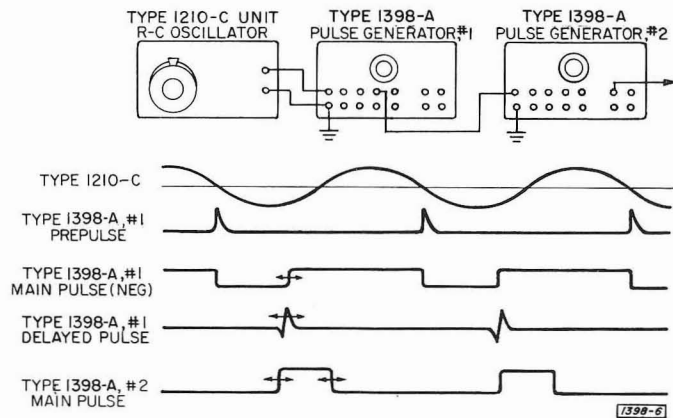 TYPE 1210-C UNIT
R-C OSCILLATOR
TYPE 1398-A
PULSE GENERATOR,#1
TYPE 1398-A
PULSE GENERATOR,#2
TYPE 1210-C
TYPE 1398-A,#1
PREPULSE
TYPE 1398-A,#1
MAIN PULSE(NEG)
TYPE 1398-A,#1
DELAYED PULSE
TYPE 1398-A, #2
MAIN PULSE
1398-6